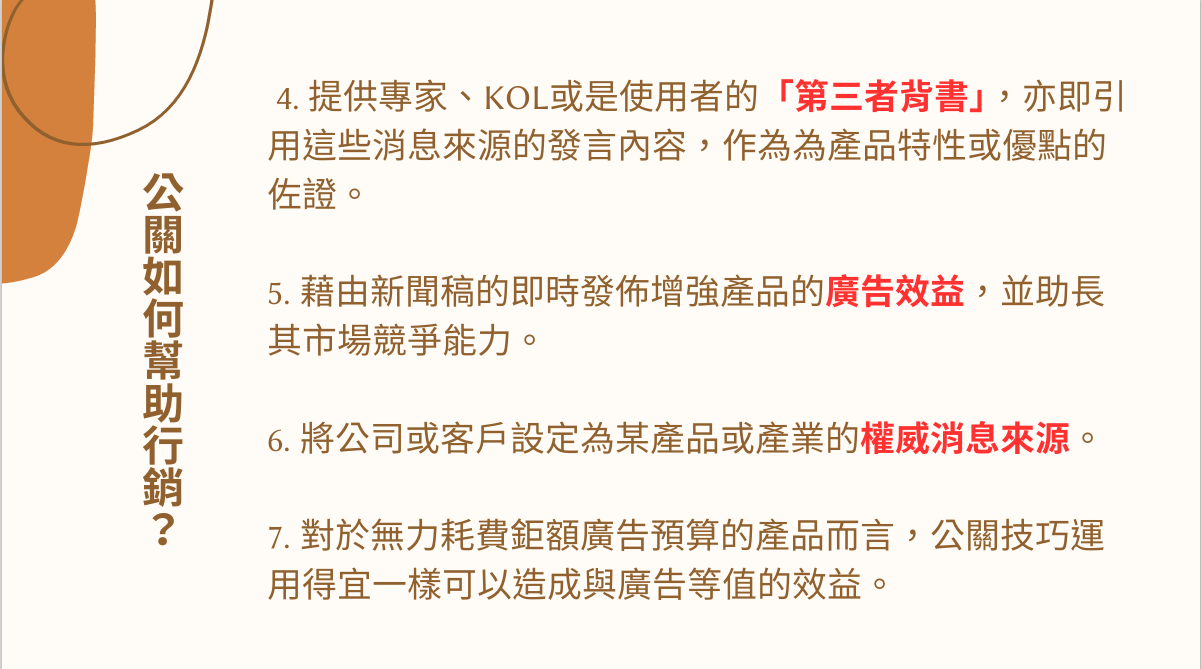 公關如何幫助行銷？
4. 提供專家、KOL或是使用者的「第三者背書」，亦即引
用這些消息來源的發言內容，作為為產品特性或優點的
佐證。
5. 藉由新聞稿的即時發佈增強產品的廣告效益，並助長
其市場競爭能力。
6. 將公司或客戶設定為某產品或產業的權威消息來源。
7. 對於無力耗費鉅額廣告預算的產品而言，公關技巧運
用得宜一樣可以造成與廣告等值的效益。